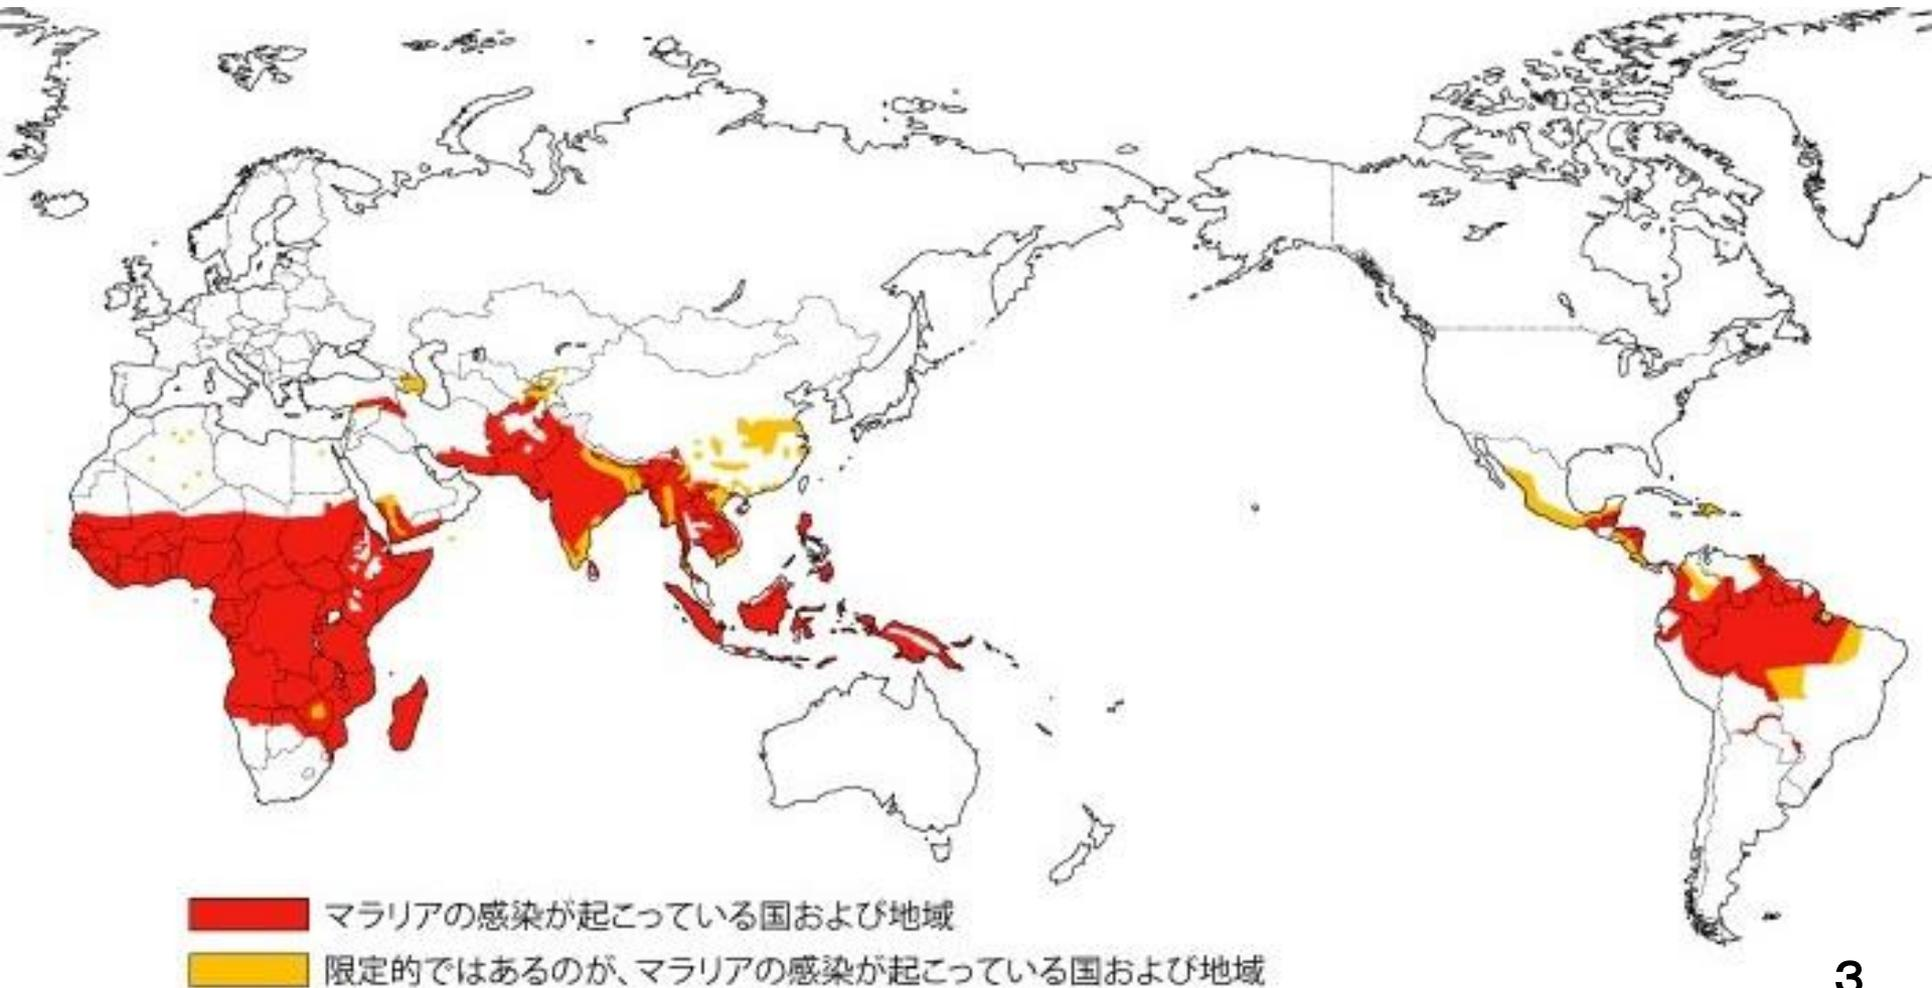 マラリアの感染が起こっている国および地域
限定的ではあるのが、マラリアの感染が起こっている国および地域
3